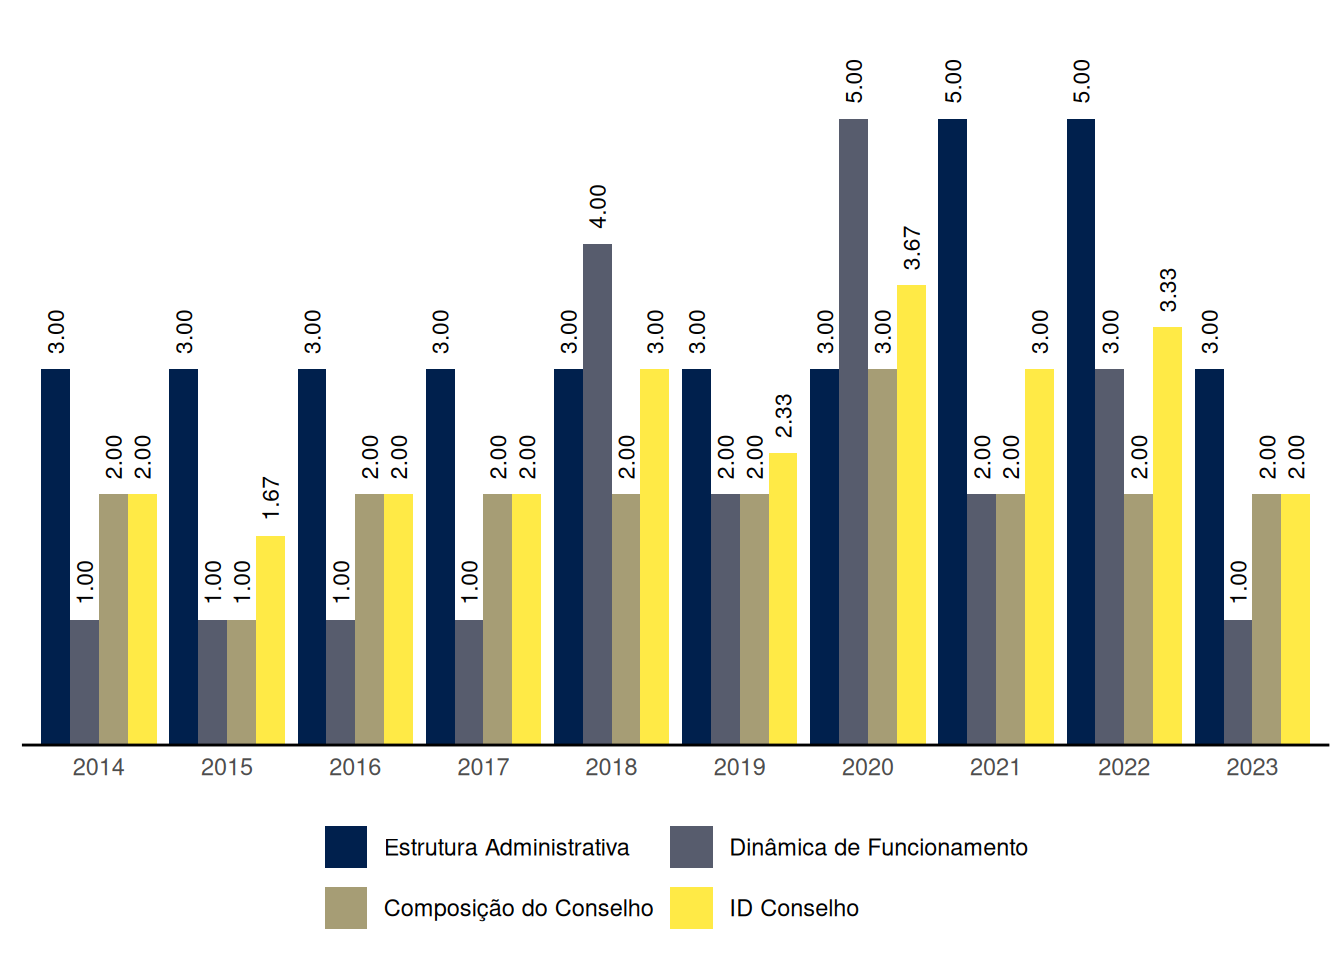 3.00 1.00 2.00 2.00
3.00 1.00 1.00 1.67
3.00 1.00 2.00 2.00
3.00 1.00 2.00 2.00
3.00 4.00 2.00 3.00
3.00 2.00 2.00 2.33
3.00 5.00 3.00 3.67
5.00 2.00 2.00 3.00
5.00 3.00 2.00 3.33
3.00 1.00 2.00 2.00
2014 2015 2016 2017 2018 2019 2020 2021 2022 2023
Estrutura Administrativa Dinâmica de Funcionamento
Composição do Conselho ID Conselho